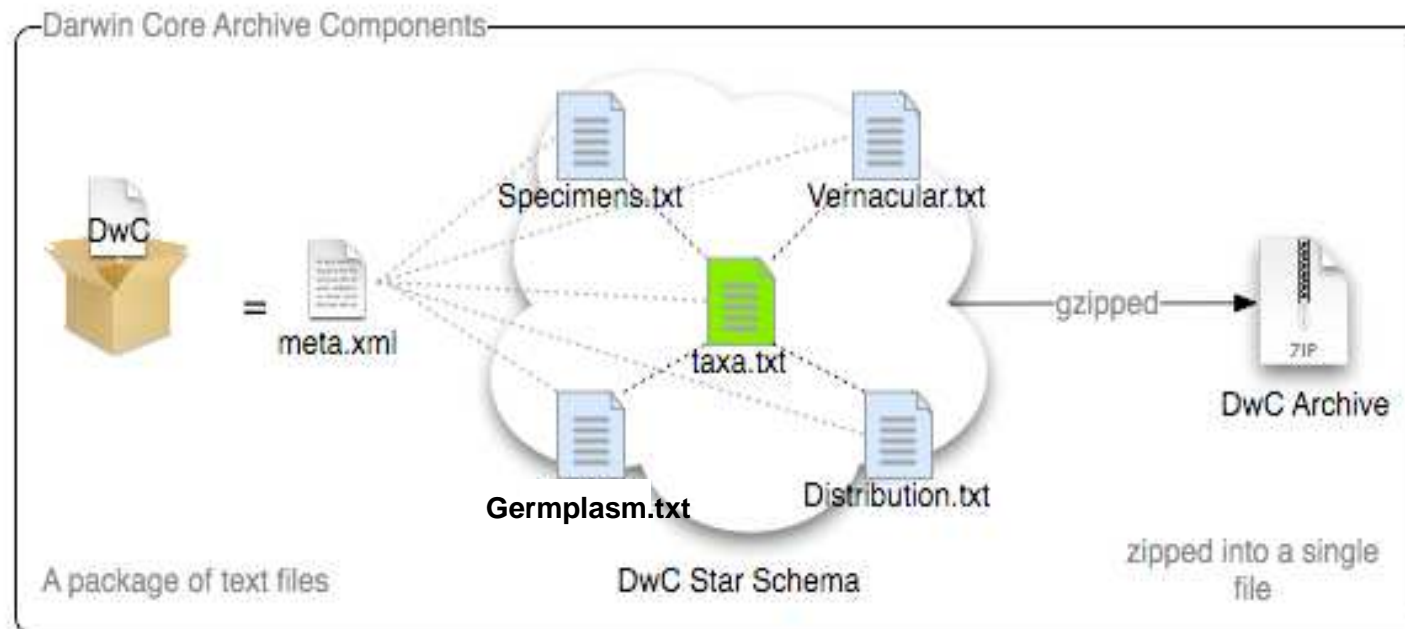 Darwin Core Archive Components
DwC
=
meta.xml
Specimens.txt
Vernacular.txt
taxa.txt
Germplasm.txt
Distribution.txt
gzipped
ZIP
DwC Archive
A package of text files
DwC Star Schema
zipped into a single
file